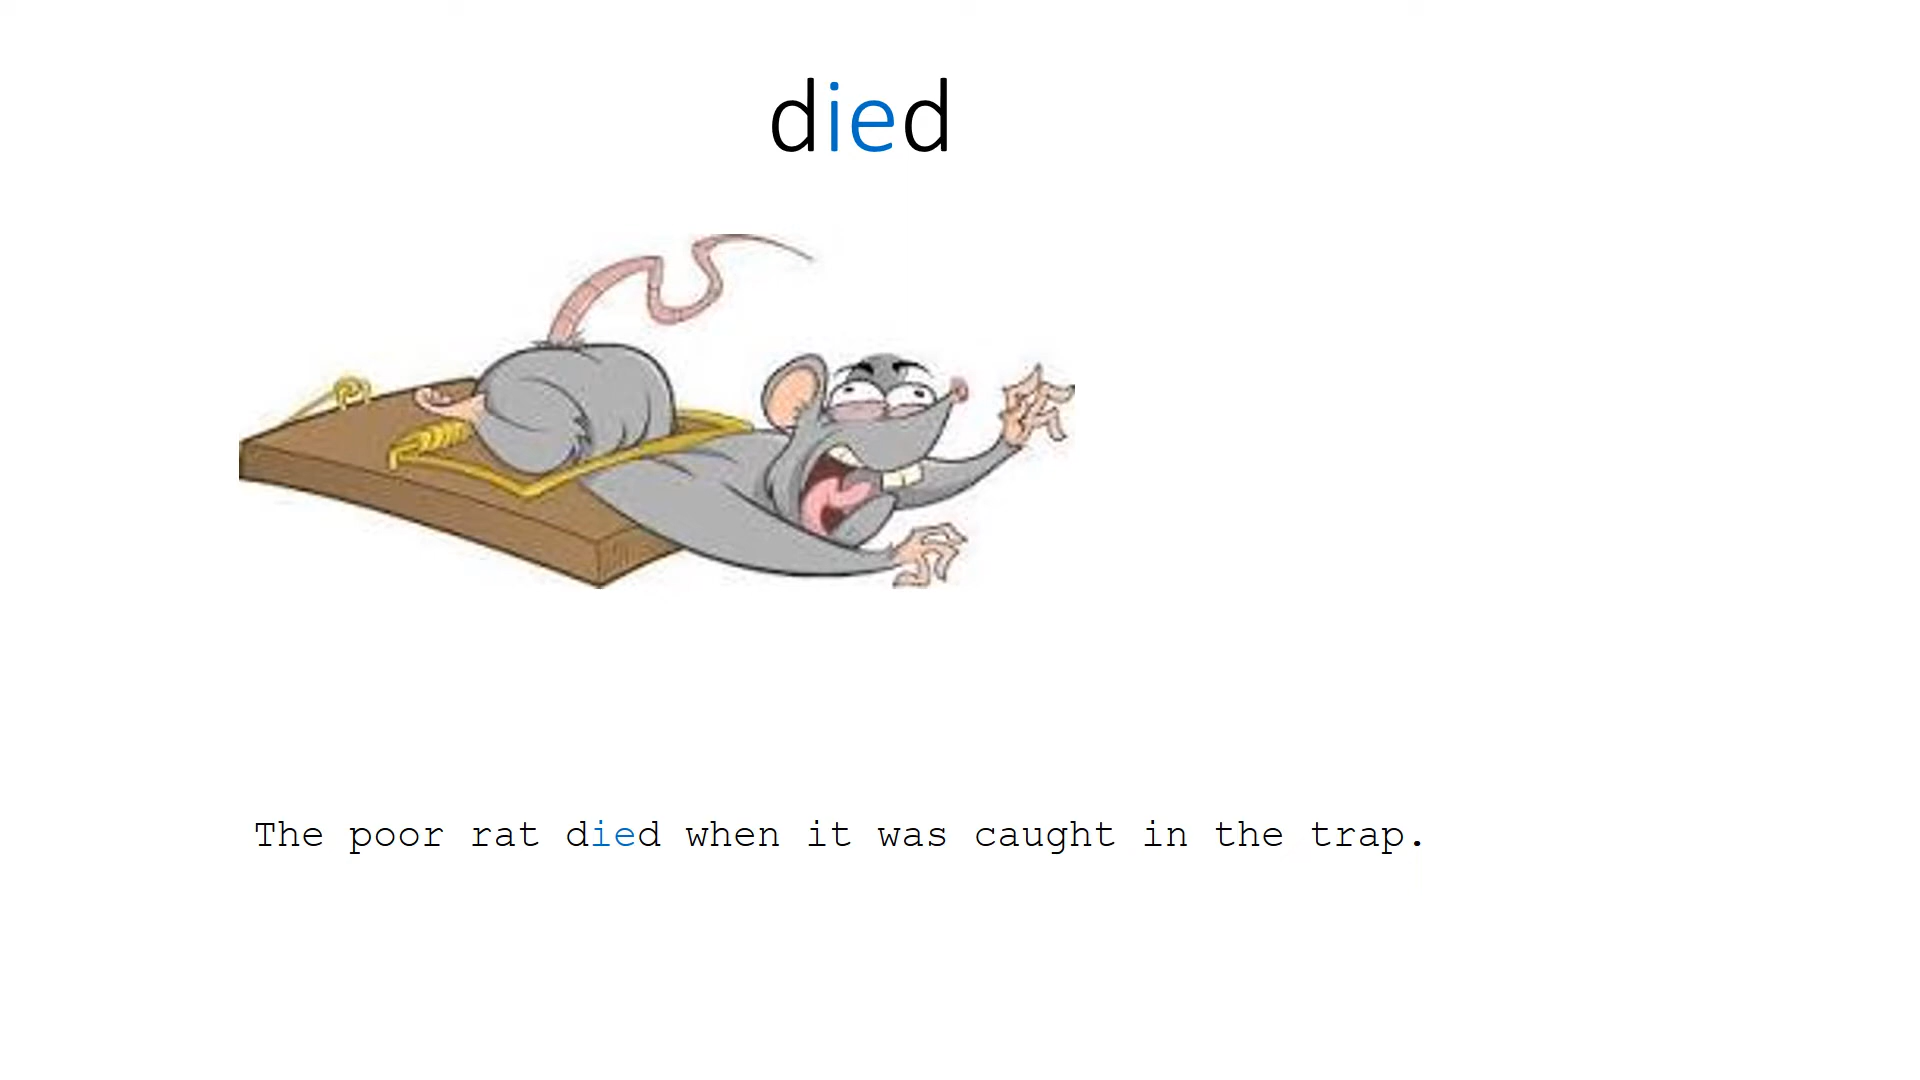 died
The poor rat died when it was caught in the trap.